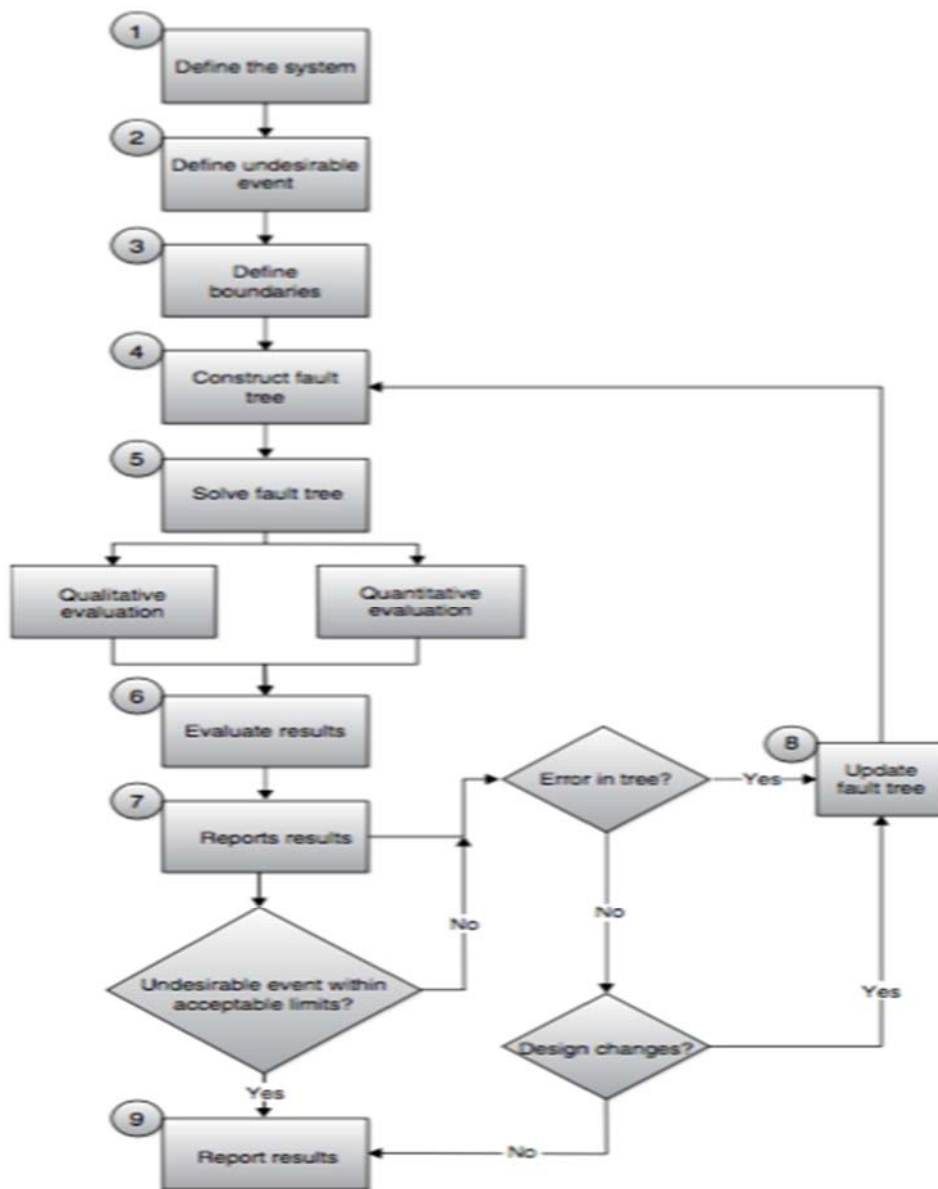 1
Define the system
2
Define undesirable
event
3
Define
boundaries
4
Construct fault
tree
5
Solve fault tree
Qualitative
evaluation
Quantitative
evaluation
6
Evaluate results
7
Reports results
Error in tree?
Yes
8
Update
fault tree
No
No
Undesirable event within
acceptable limits?
Yes
Design changes?
Yes
9
Report results
No